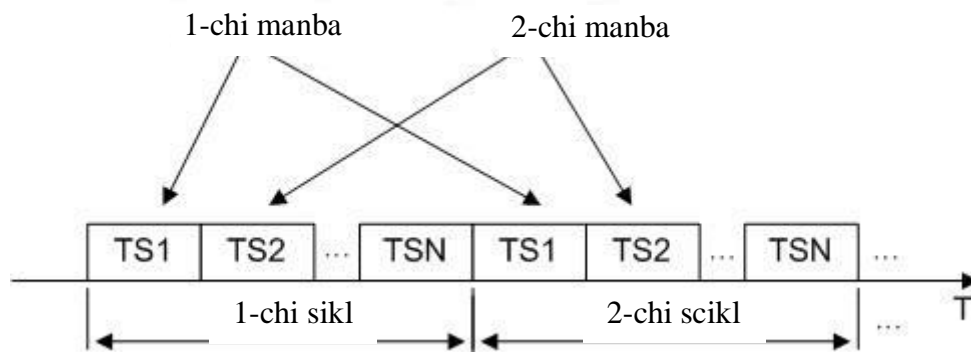 1-chi manba 2-chi manba
TS1 TS2 ... TSN TS1 TS2 ... TSN ...
T
1-chi sikl 2-chi scikl ...